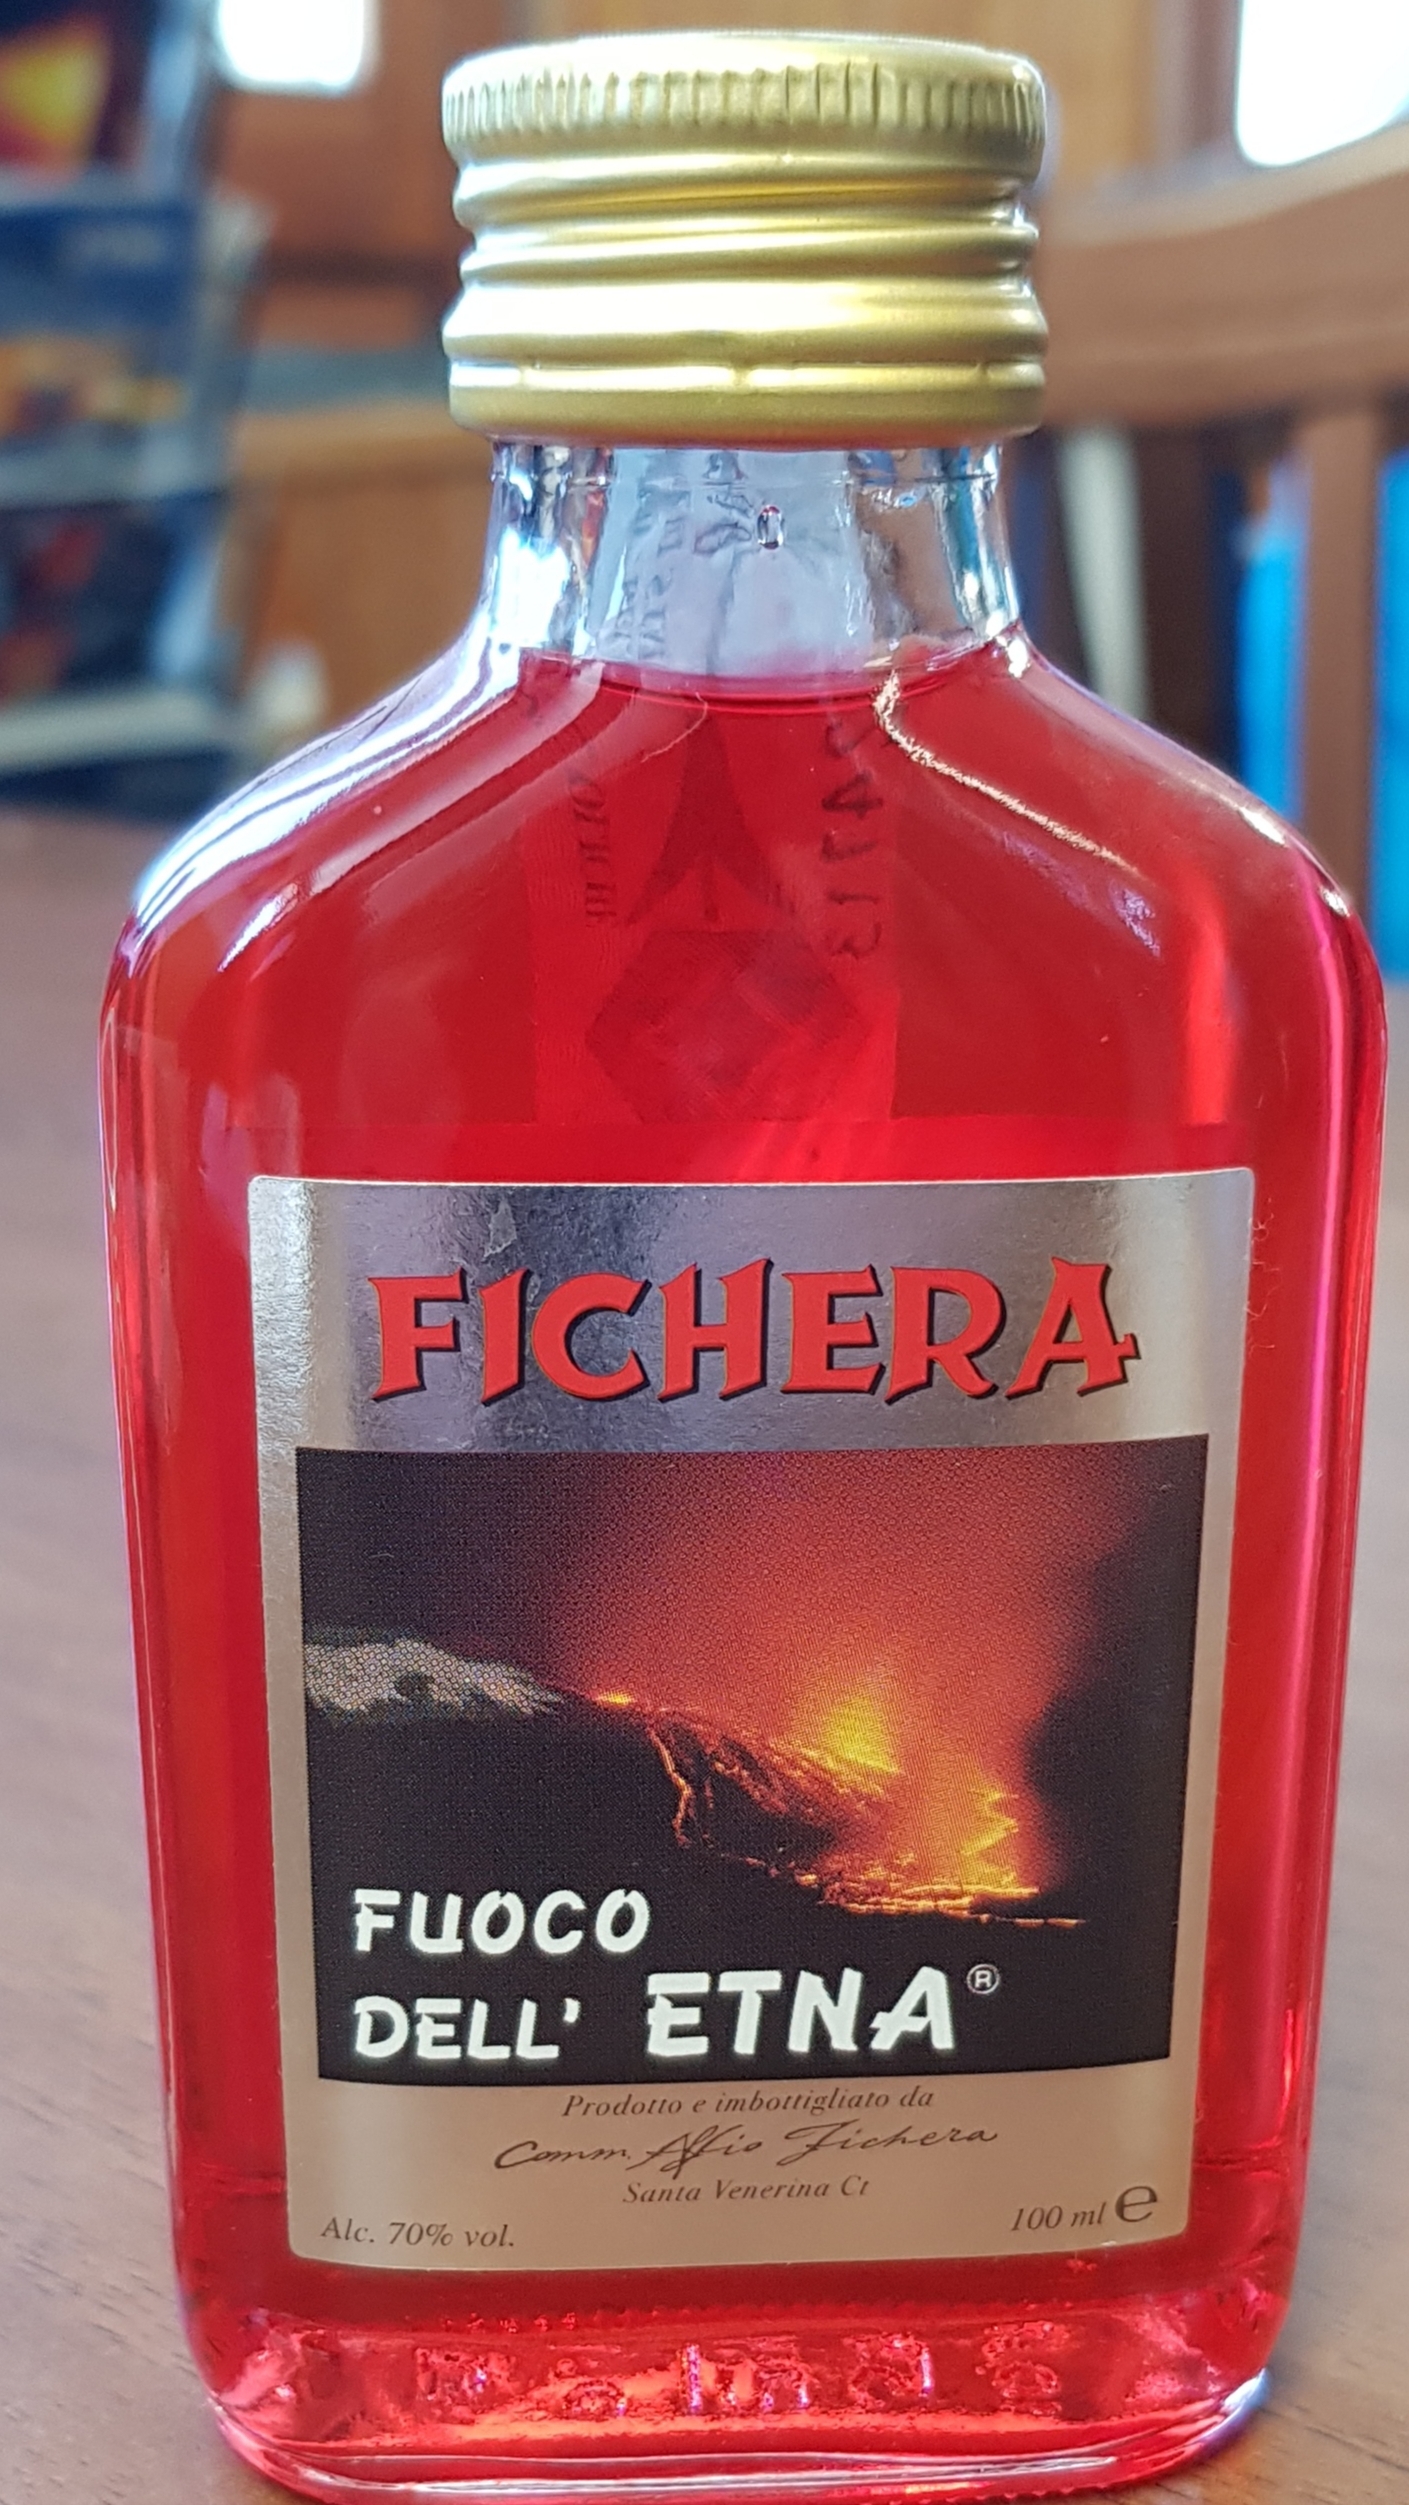 FICHERA
FUOCO
DELL' ETNA®
Prodotto e imbottigliato da
Comm. Alfio Fichera
Santa Venerina Ct
Alc. 70% vol.
100 ml e